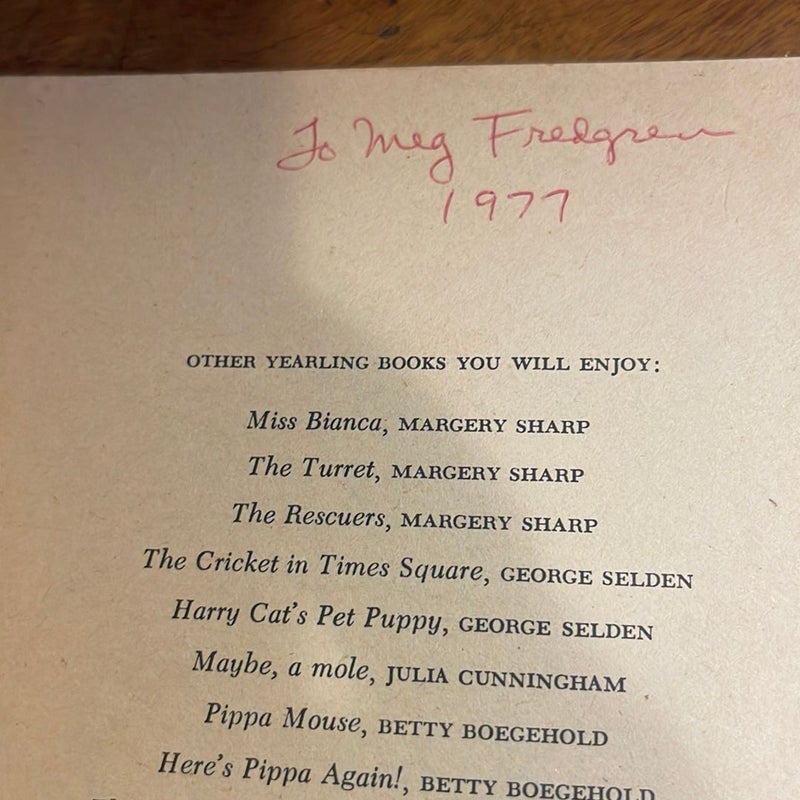 To Meg Fredgren
1977
OTHER YEARLING BOOKS YOU WILL ENJOY:
Miss Bianca, MARGERY SHARP
The Turret, MARGERY SHARP
The Rescuers, MARGERY SHARP
The Cricket in Times Square, GEORGE SELDEN
Harry Cat's Pet Puppy, GEORGE SELDEN
Maybe, a mole, JULIA CUNNINGHAM
Pippa Mouse, BETTY BOEGEHOLD
Here's Pippa Again!, BETTY BOEGEHOLD